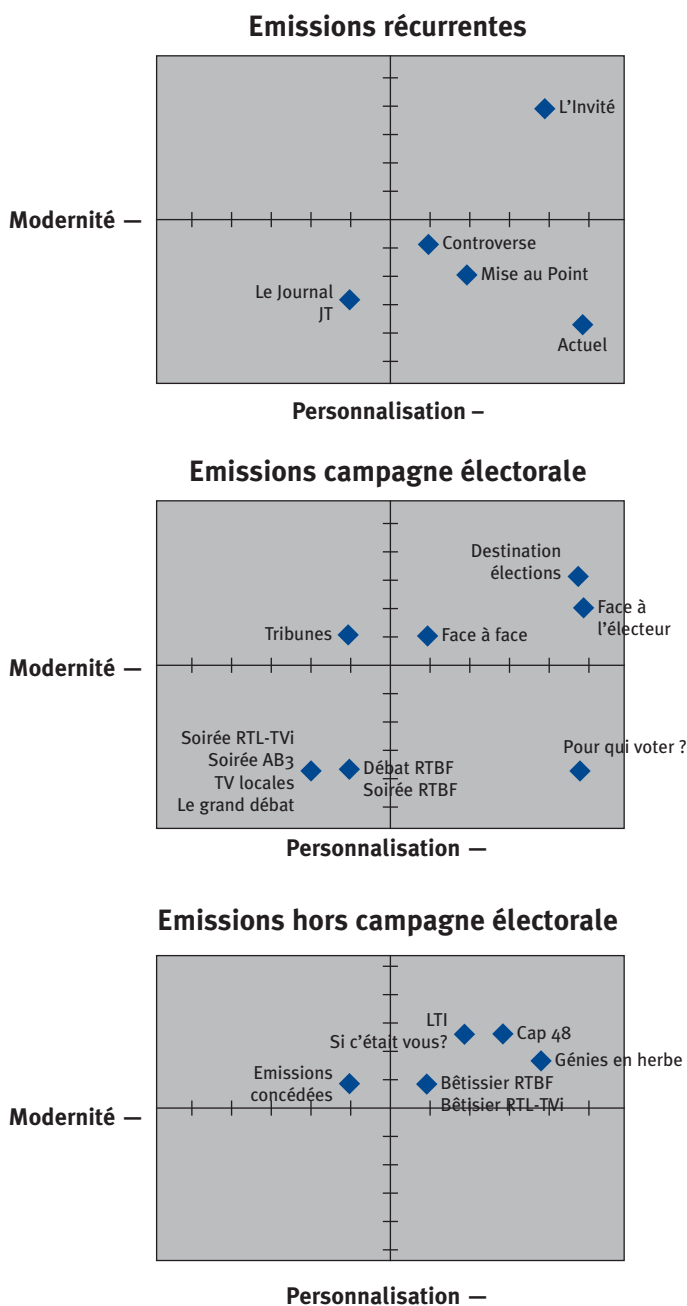 Emissions récurrentes
L'Invité
Modernité —
Controverse
Mise au Point
Le Journal
JT
Actuel
Personnalisation –
Emissions campagne électorale
Destination
élections
Face à
l'électeur
Tribunes
Face à face
Modernité —
Soirée RTL-TVi
Soirée AB3
TV locales
Le grand débat
Débat RTBF
Soirée RTBF
Pour qui voter ?
Personnalisation —
Emissions hors campagne électorale
LTI
Si c'était vous?
Cap 48
Génies en herbe
Emissions
concédées
Bêtissier RTBF
Bêtisier RTL-TVi
Modernité —
Personnalisation —